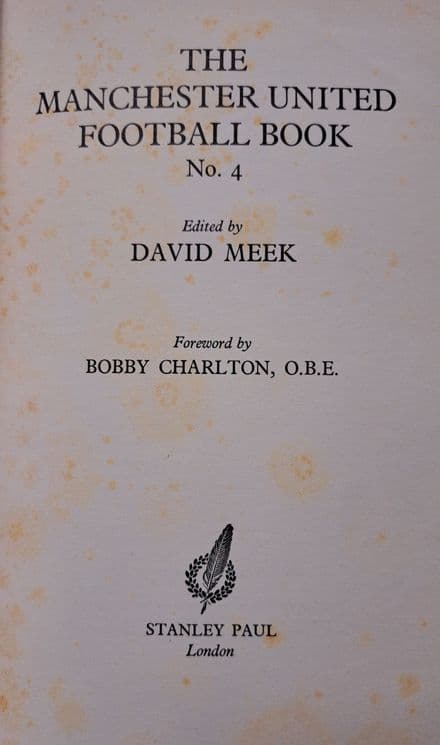 THE
MANCHESTER UNITED
FOOTBALL BOOK
No. 4
Edited by
DAVID MEEK
Foreword by
BOBBY CHARLTON, O.B.E.
STANLEY PAUL
London